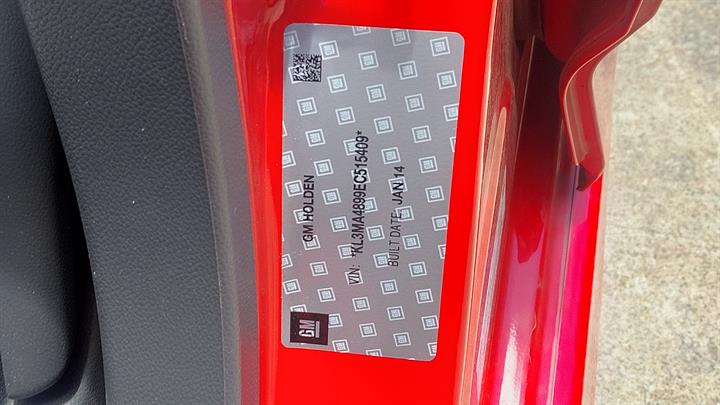 GM HOLDEN
VIN: *KL3MA4899EC515409*
BUILT DATE: JAN 14
GM